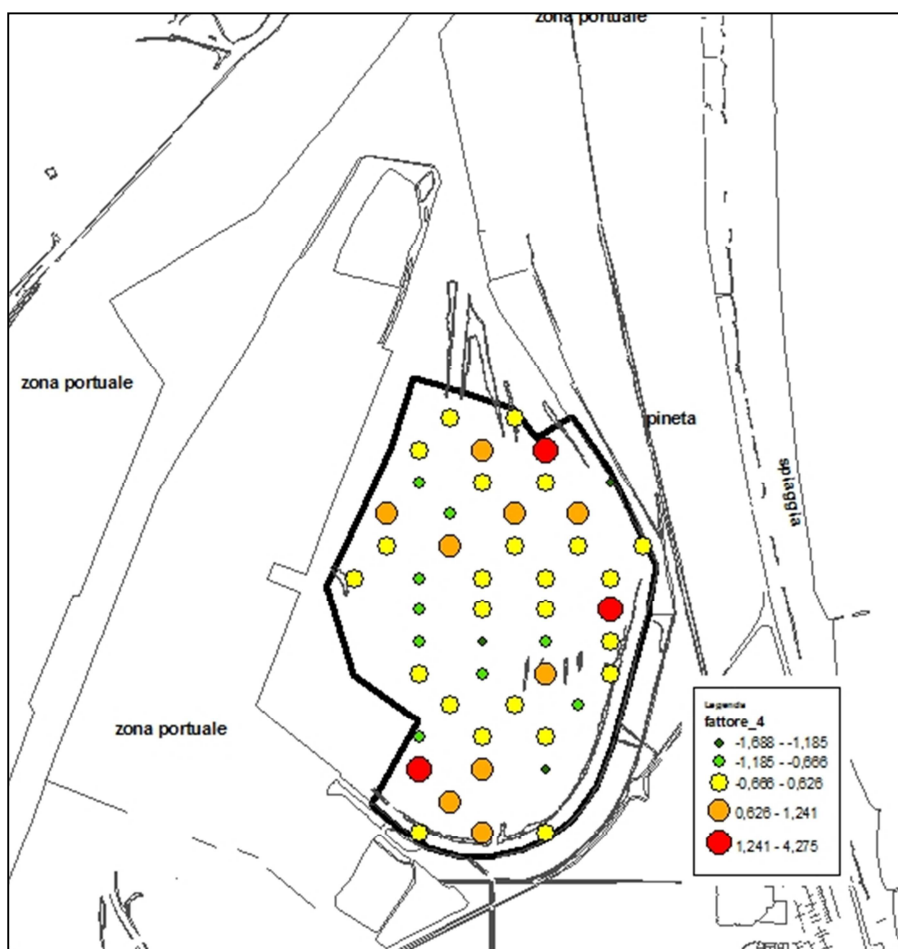 zona portuale
zona portuale
pineta
spiaggia
zona portuale
Legenda
fattore_4
-1,688 - -1,185
-1,185 - -0,666
-0,666 - 0,626
0,626 - 1,241
1,241 - 4,275